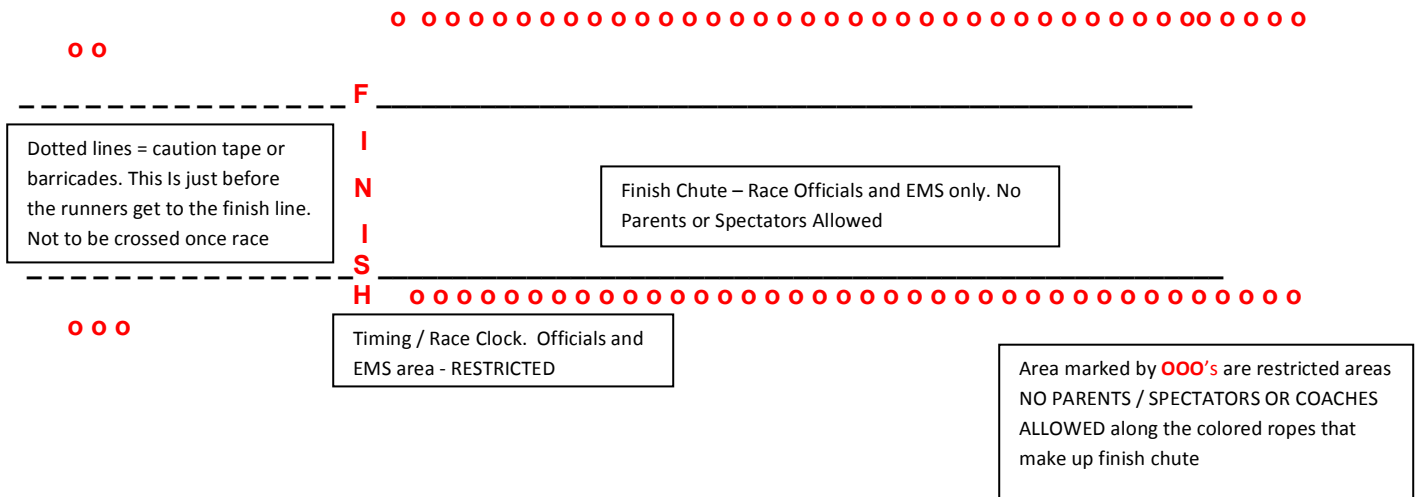 o o o o o o o o o o o o o o o o o o o o o o o o o o o o o o o o o o o o o o o
o o
F
I
N
I
S
H
Dotted lines = caution tape or
barricades. This Is just before
the runners get to the finish line.
Not to be crossed once race
Finish Chute – Race Officials and EMS only. No
Parents or Spectators Allowed
o o o o o o o o o o o o o o o o o o o o o o o o o o o o o o o o o o o o o o
o o o
Timing / Race Clock. Officials and
EMS area - RESTRICTED
Area marked by OOO's are restricted areas
NO PARENTS / SPECTATORS OR COACHES
ALLOWED along the colored ropes that
make up finish chute